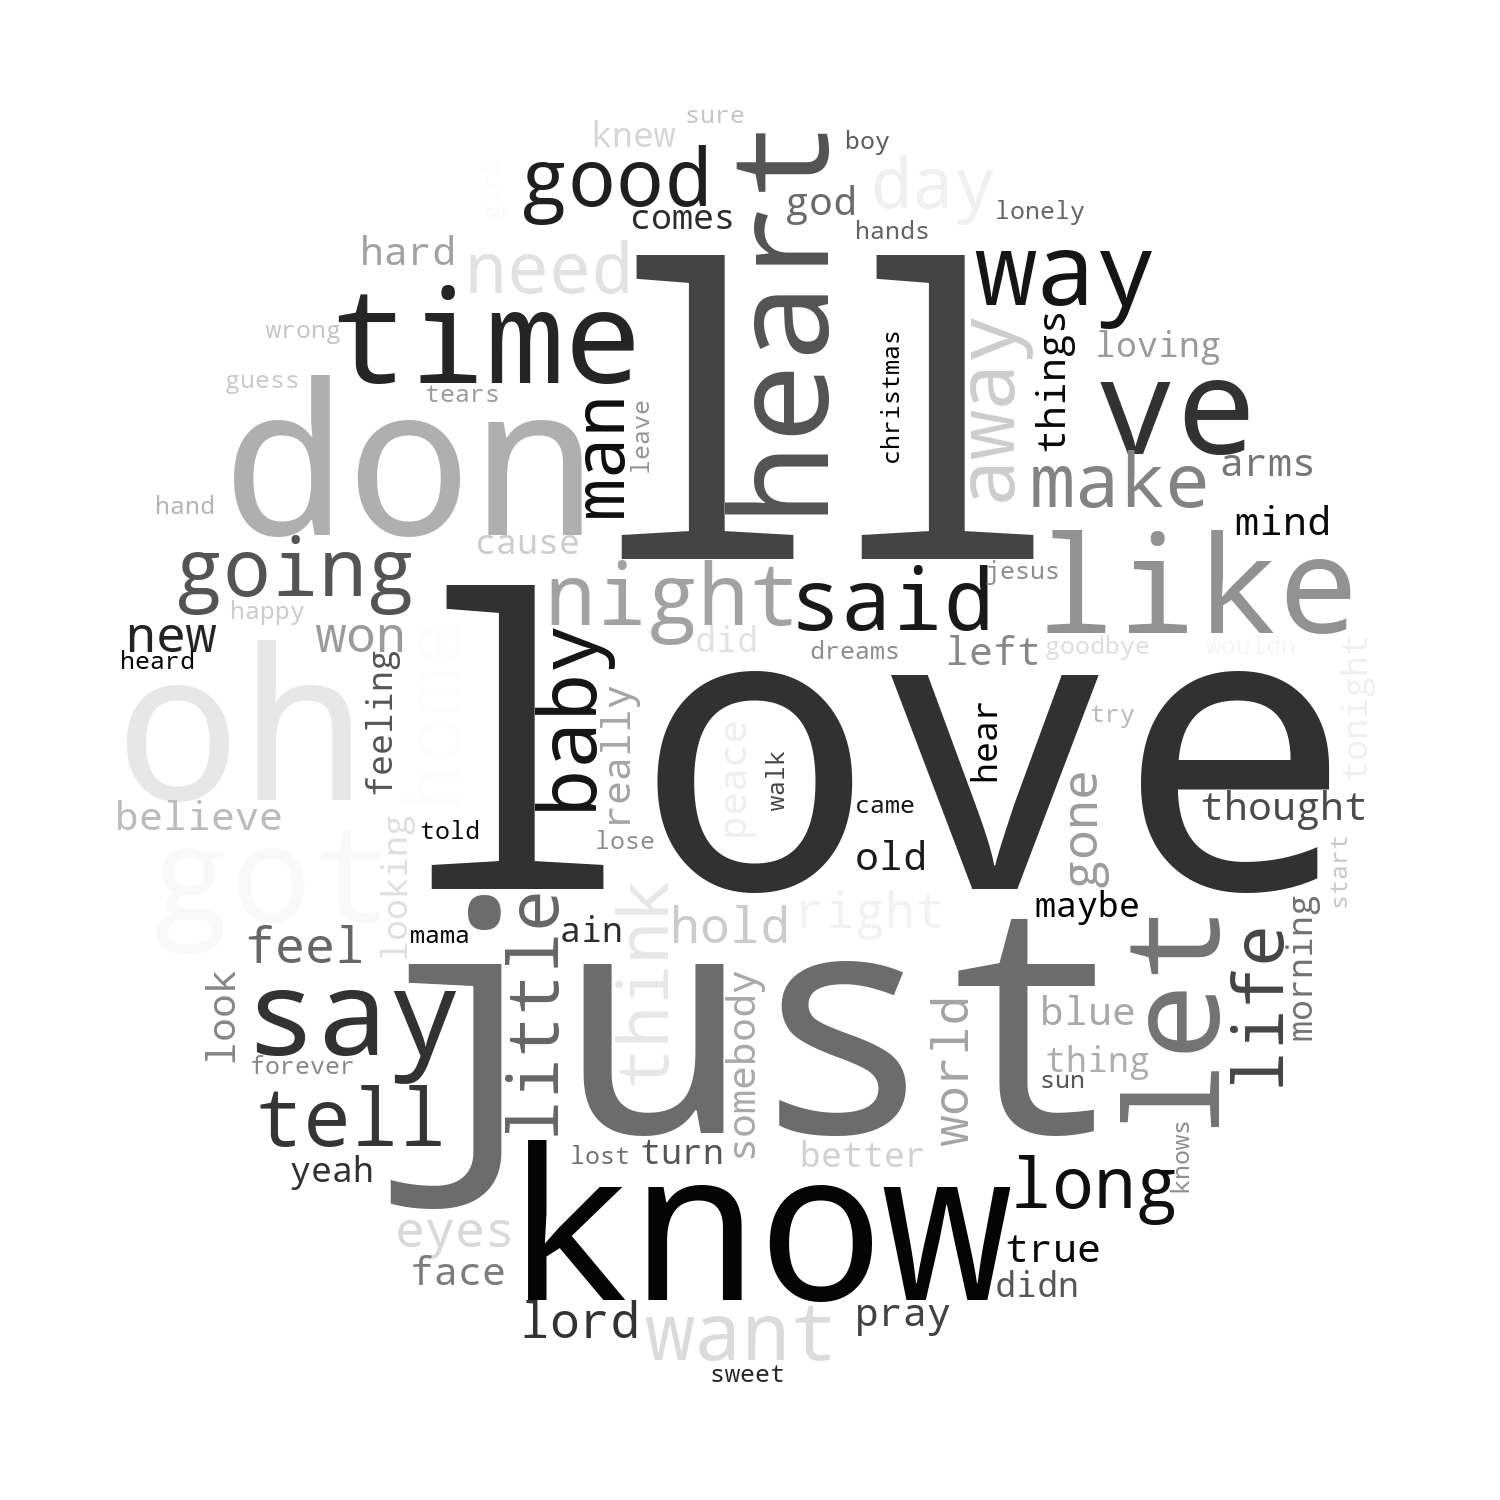 sure
knew
boy
good
heart
day
girl
god
comes
lonely
hands
hard
need
way
ll
time
wrong
things
loving
away
christmas
guess
tears
don
man
leave
ve
make
arms
hand
mind
cause
like
going
night
said
jesus
happy
new
won
did
left
goodbye
wouldn
tonight
heard
dreams
oh
feeling
home
baby
really
love
hear
try
peace
walk
believe
told
lose
came
thought
gone
old
got
looking
start
right
hold
maybe
mama
ain
little
think
feel
let
life
morning
look
say
just
somebody
world
blue
thing
forever
sun
tell
yeah
lost
turn
better
long
knows
know
eyes
face
true
didn
lord
want
pray
sweet